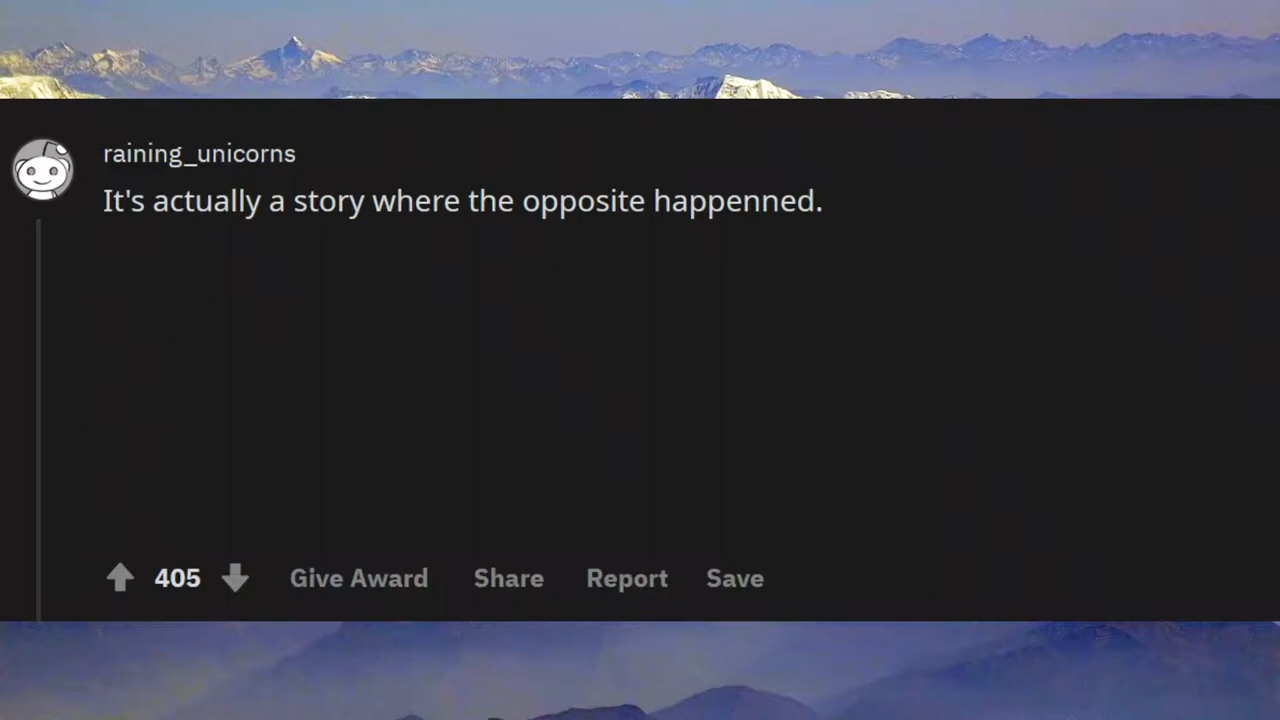 raining_unicorns
It's actually a story where the opposite happenned.
405 Give Award Share Report Save